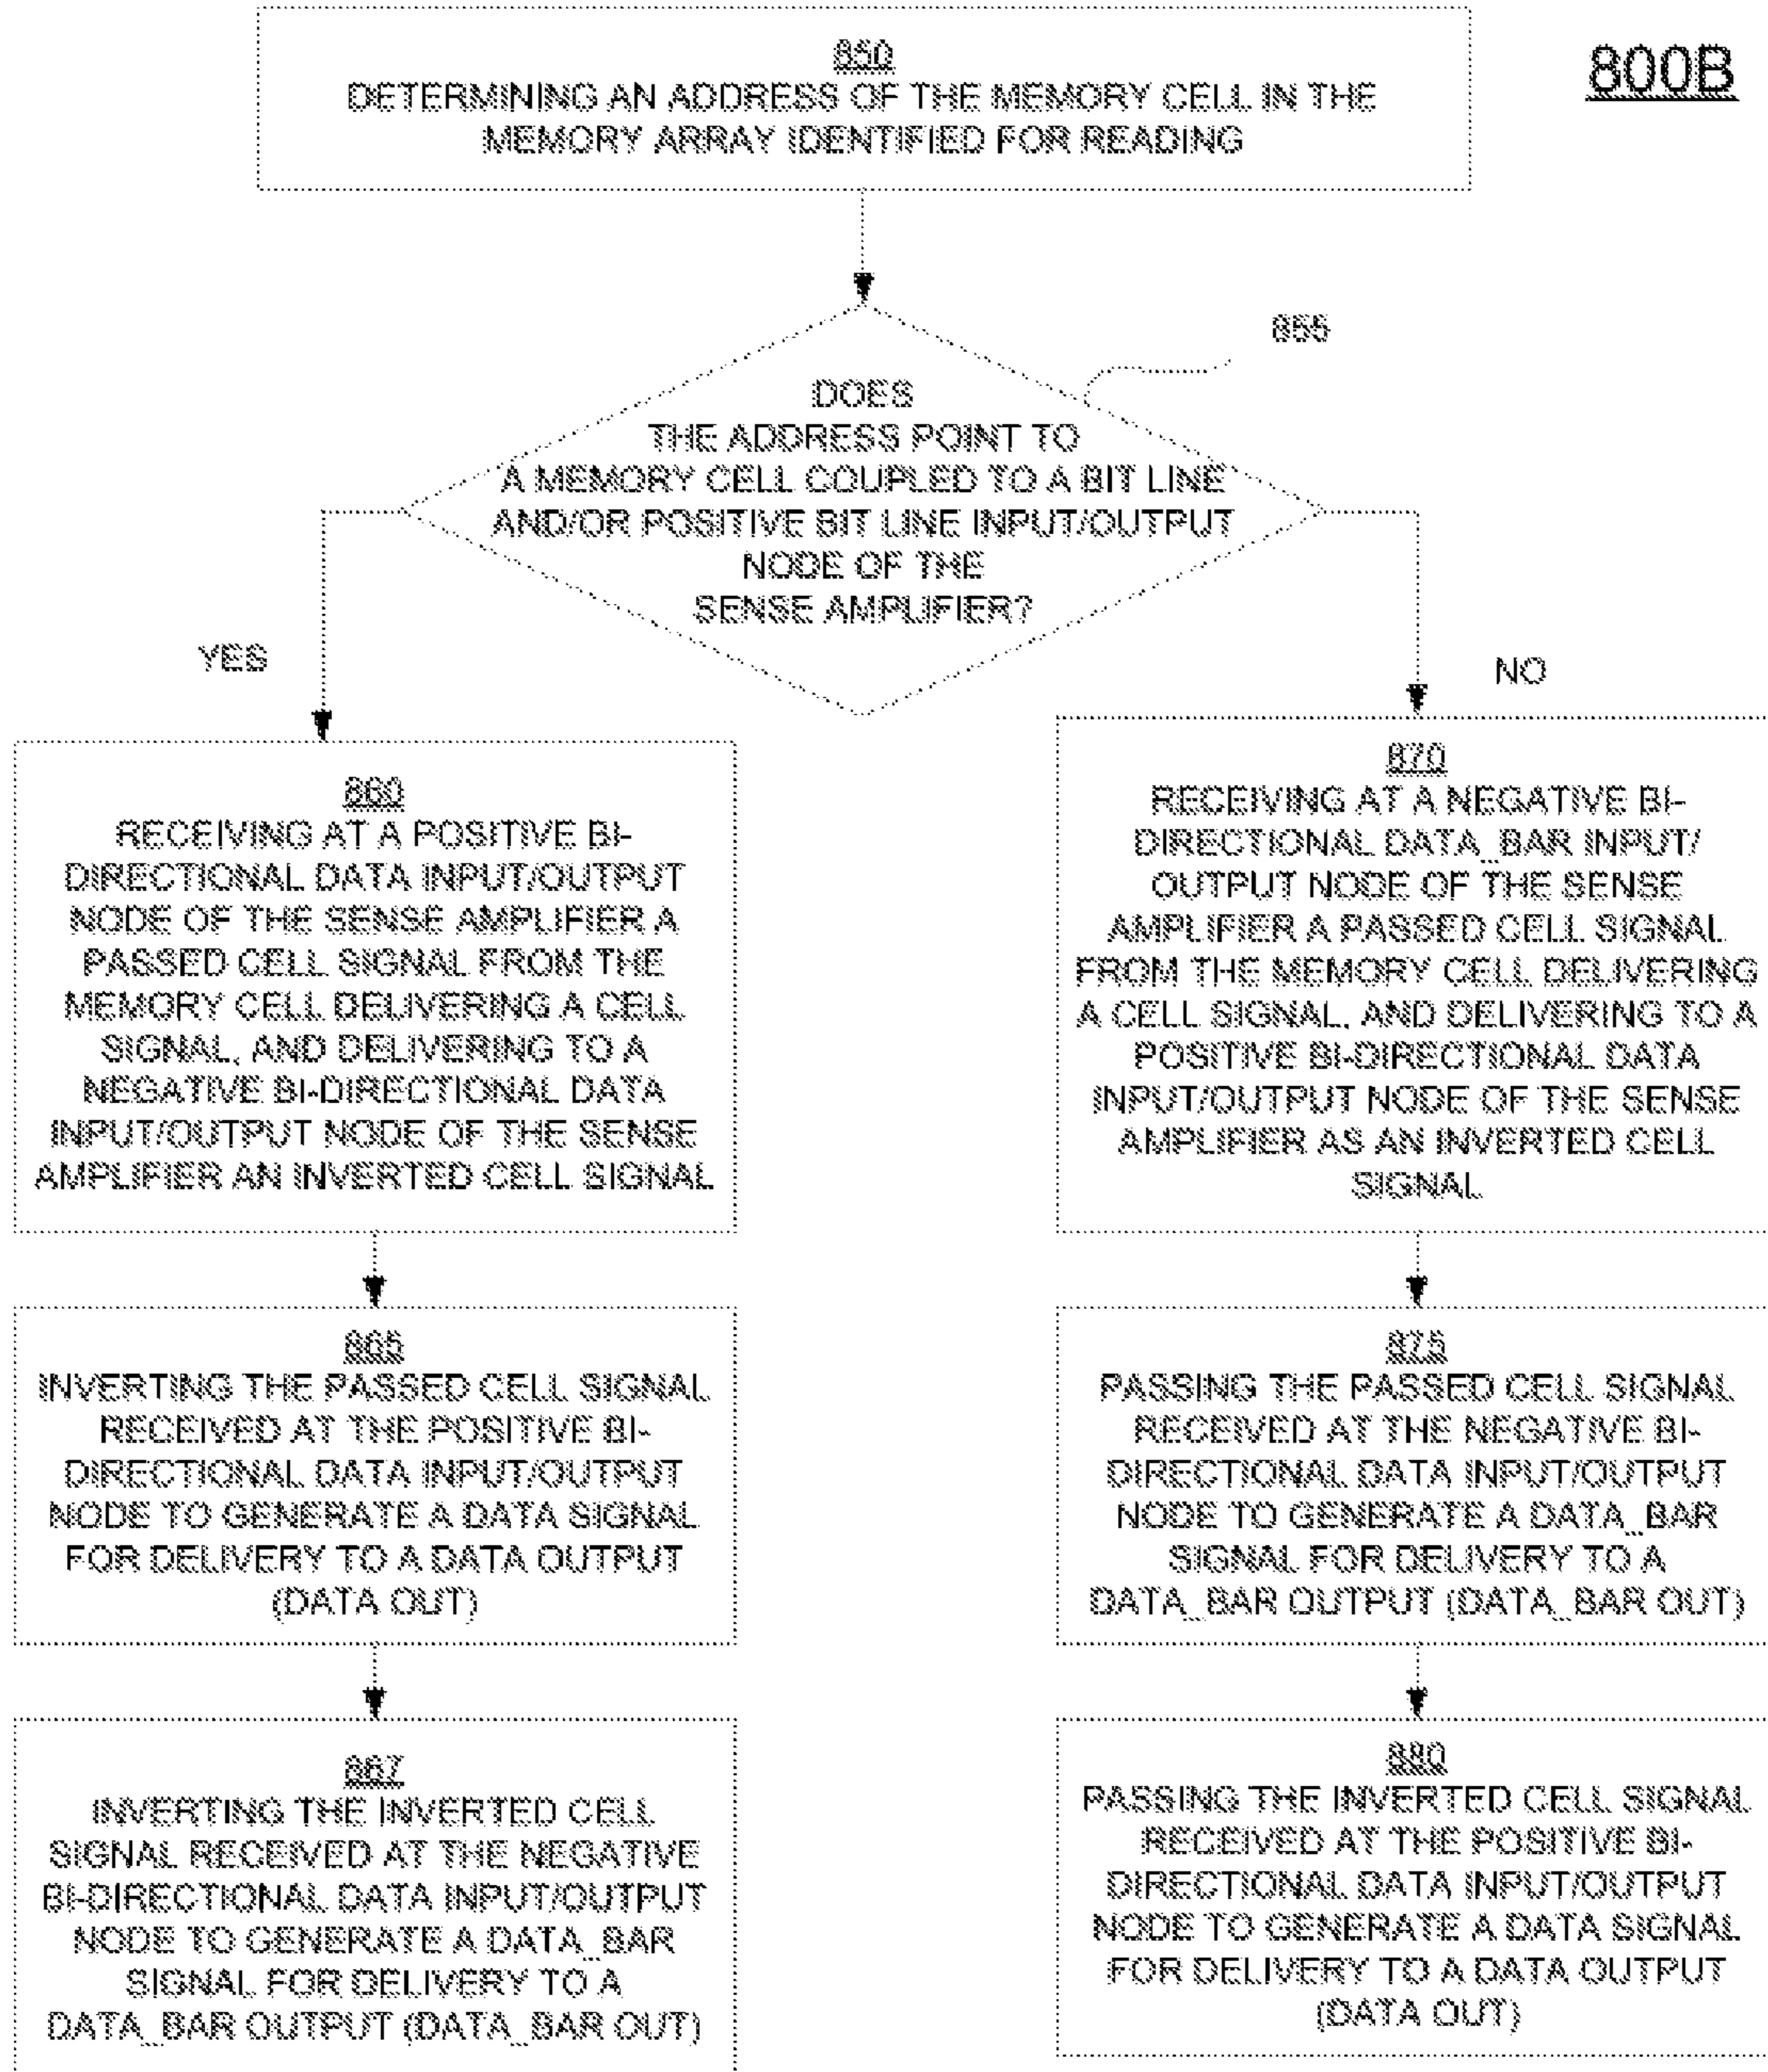 800B
850
DETERMINING AN ADDRESS OF THE MEMORY CELL IN THE
MEMORY ARRAY IDENTIFIED FOR READING
855
DOES
THE ADDRESS POINT TO
A MEMORY CELL COUPLED TO A BIT LINE
AND/OR POSITIVE BIT LINE INPUT/OUTPUT
NODE OF THE
SENSE AMPLIFIER?
YES
NO
860
RECEIVING AT A POSITIVE BI-
DIRECTIONAL DATA INPUT/OUTPUT
NODE OF THE SENSE AMPLIFIER A
PASSED CELL SIGNAL FROM THE
MEMORY CELL DELIVERING A CELL
SIGNAL, AND DELIVERING TO A
NEGATIVE BI-DIRECTIONAL DATA
INPUT/OUTPUT NODE OF THE SENSE
AMPLIFIER AN INVERTED CELL SIGNAL
870
RECEIVING AT A NEGATIVE BI-
DIRECTIONAL DATA_BAR INPUT/
OUTPUT NODE OF THE SENSE
AMPLIFIER A PASSED CELL SIGNAL
FROM THE MEMORY CELL DELIVERING
A CELL SIGNAL, AND DELIVERING TO A
POSITIVE BI-DIRECTIONAL DATA
INPUT/OUTPUT NODE OF THE SENSE
AMPLIFIER AS AN INVERTED CELL
SIGNAL
865
INVERTING THE PASSED CELL SIGNAL
RECEIVED AT THE POSITIVE BI-
DIRECTIONAL DATA INPUT/OUTPUT
NODE TO GENERATE A DATA SIGNAL
FOR DELIVERY TO A DATA OUTPUT
(DATA OUT)
875
PASSING THE PASSED CELL SIGNAL
RECEIVED AT THE NEGATIVE BI-
DIRECTIONAL DATA INPUT/OUTPUT
NODE TO GENERATE A DATA_BAR
SIGNAL FOR DELIVERY TO A
DATA_BAR OUTPUT (DATA_BAR OUT)
867
INVERTING THE INVERTED CELL
SIGNAL RECEIVED AT THE NEGATIVE
BI-DIRECTIONAL DATA INPUT/OUTPUT
NODE TO GENERATE A DATA_BAR
SIGNAL FOR DELIVERY TO A
DATA_BAR OUTPUT (DATA_BAR OUT)
880
PASSING THE INVERTED CELL SIGNAL
RECEIVED AT THE POSITIVE BI-
DIRECTIONAL DATA INPUT/OUTPUT
NODE TO GENERATE A DATA SIGNAL
FOR DELIVERY TO A DATA OUTPUT
(DATA OUT)